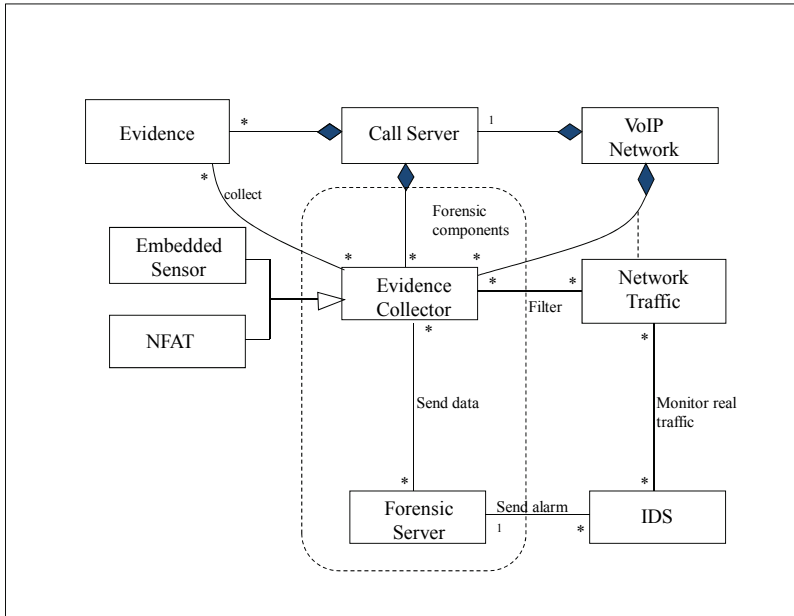 Evidence
*
Call Server
1
VoIP
Network
*
collect
Forensic
components
Embedded
Sensor
*
*
*
Evidence
Collector
*
*
Filter
Network
Traffic
NFAT
*
*
Send data
Monitor real
traffic
*
*
Forensic
Server
Send alarm
1
*
IDS